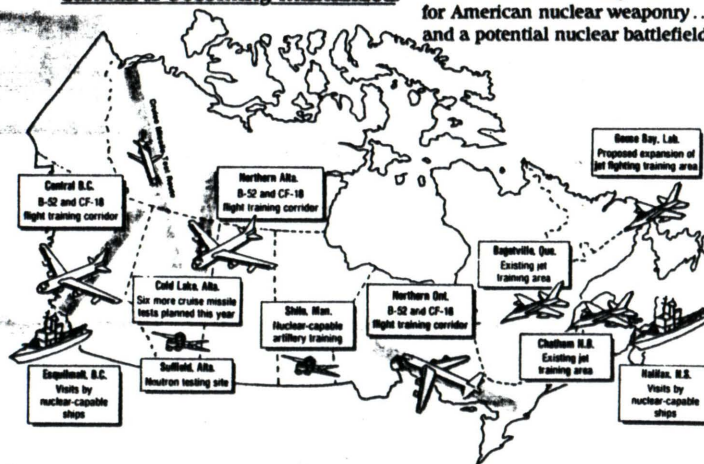 for American nuclear weaponry ..
and a potential nuclear battlefield
Goose Bay, Lab.
Proposed expansion of
jet fighting training area
Central B.C.
B-52 and CF-18
flight training corridor
Northern Alta.
B-52 and CF-18
flight training corridor
Bagotville, Que.
Existing jet
training area
Cold Lake, Alta.
Six more cruise missile
tests planned this year
Shilo, Man.
Nuclear-capable
artillery training
Northern Ont.
B-52 and CF-18
flight training corridor
Chatham N.B.
Existing jet
training area
Suffield, Alta.
Neutron testing site
Esquimalt, B.C.
Visits by
nuclear-capable
ships
Halifax, N.S.
Visits by
nuclear-capable
ships